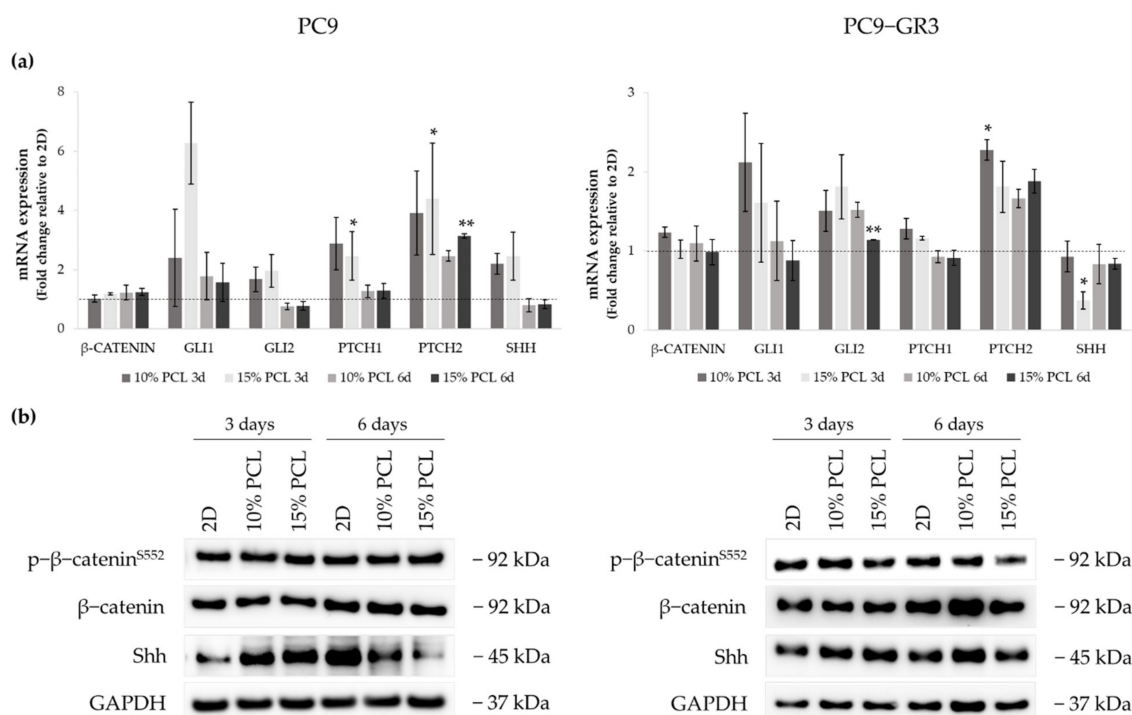 PC9
PC9–GR3
(a)
mRNA expression
(Fold change relative to 2D)
8
6
4
2
0
*
*
**
β-CATENIN GLI1 GLI2 PTCH1 PTCH2 SHH
10% PCL 3d 15% PCL 3d 10% PCL 6d 15% PCL 6d
mRNA expression
(Fold change relative to 2D)
3
2
1
0
**
*
*
β-CATENIN GLI1 GLI2 PTCH1 PTCH2 SHH
10% PCL 3d 15% PCL 3d 10% PCL 6d 15% PCL 6d
(b)
3 days 6 days
2D 10% PCL 15% PCL 2D 10% PCL 15% PCL
p-β-catenin^S552 – 92 kDa
β–catenin – 92 kDa
Shh – 45 kDa
GAPDH – 37 kDa
3 days 6 days
2D 10% PCL 15% PCL 2D 10% PCL 15% PCL
p-β-catenin^S552 – 92 kDa
β–catenin – 92 kDa
Shh – 45 kDa
GAPDH – 37 kDa